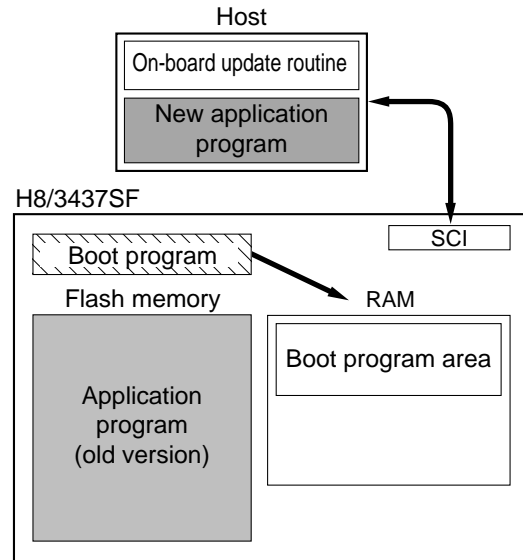 Host
On-board update routine
New application
program
H8/3437SF
SCI
Boot program
Flash memory
RAM
Boot program area
Application
program
(old version)